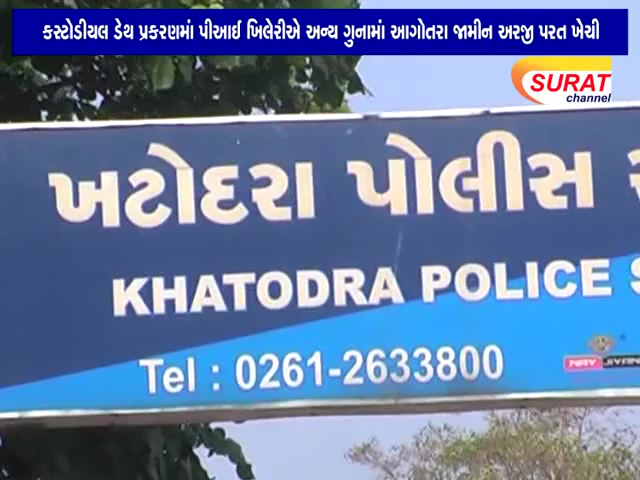 કસ્ટોડીયલ ડેથ પ્રકરણમાં પીઆઈ ખિલેરીએ અન્ય ગુનામાં આગોતરા જામીન અરજી પરત ખેચી
SURAT
channel
ખટોદરા પોલીસ
KHATODRA POLICE S
Tel : 0261-2633800